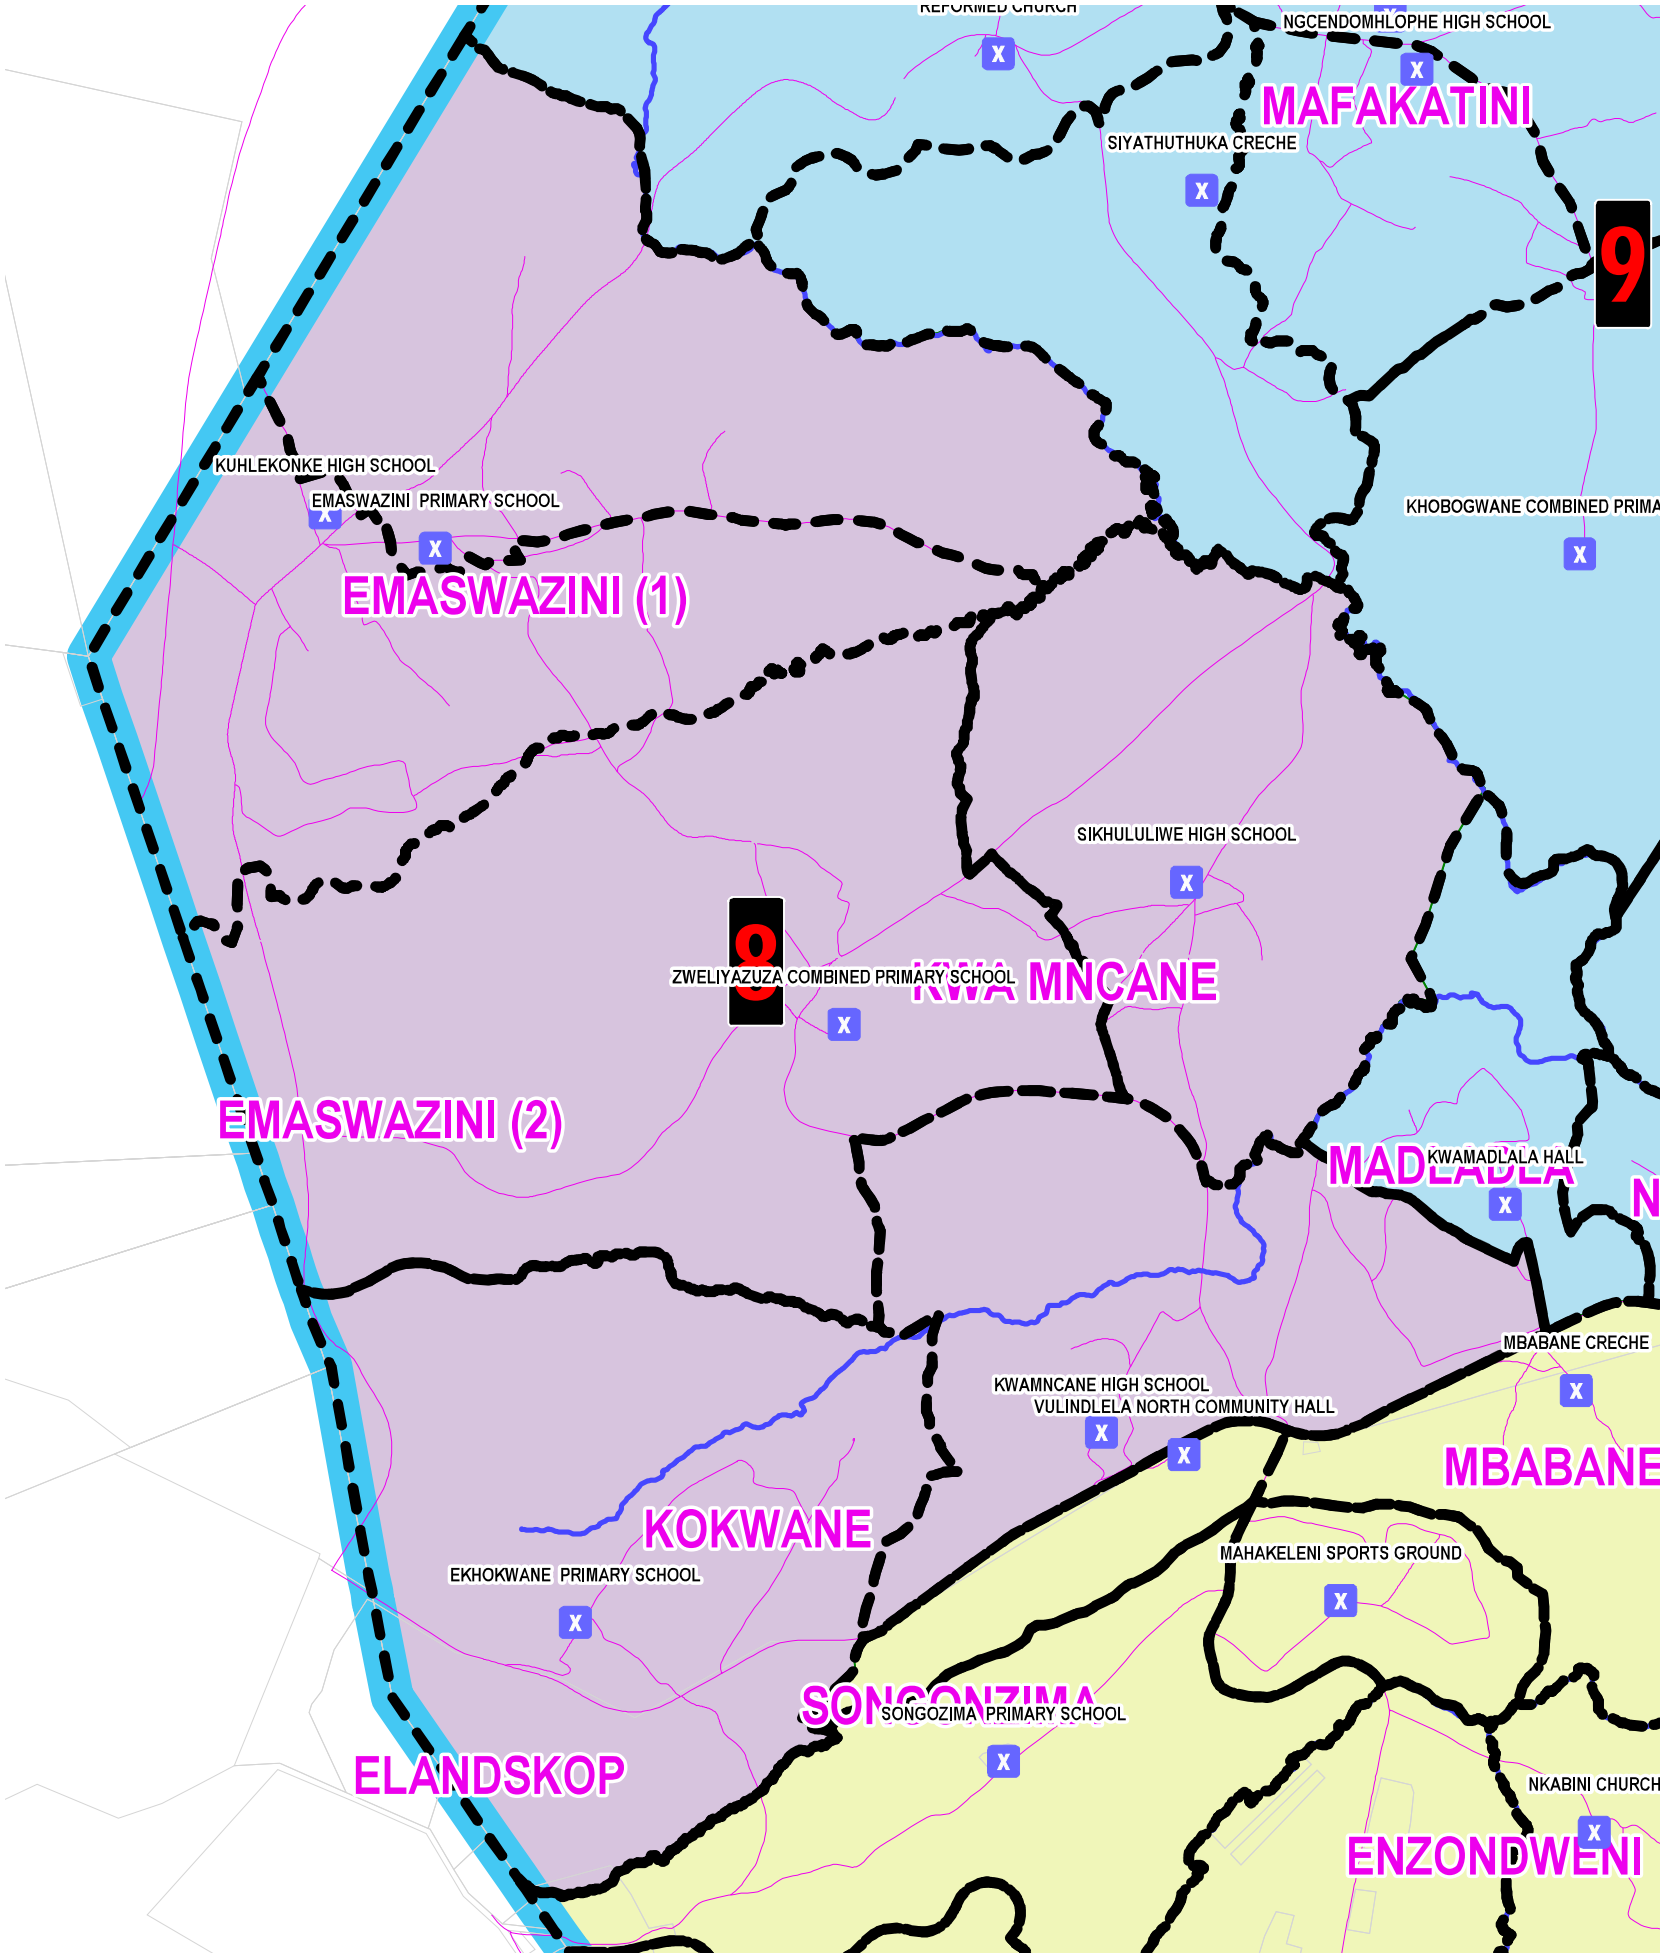 REFORMED CHURCH
X
NGCENDOMHLOPHE HIGH SCHOOL
X
MAFAKATINI
SIYATHUTHUKA CRECHE
X
9
KUHLEKONKE HIGH SCHOOL
X
EMASWAZINI PRIMARY SCHOOL
X
KHOBOGWANE COMBINED PRIMA
X
EMASWAZINI (1)
SIKHULULIWE HIGH SCHOOL
X
8
ZWELIYAZUZA COMBINED PRIMARY SCHOOL
X
KWA MNCANE
EMASWAZINI (2)
MADLADLA
KWAMADLALA HALL
X
N
MBABANE CRECHE
X
KWAMNCANE HIGH SCHOOL
X
VULINDLELA NORTH COMMUNITY HALL
X
MBABANE
KOKWANE
EKHOKWANE PRIMARY SCHOOL
X
MAHAKELENI SPORTS GROUND
X
SONGONZIMA
SONGOZIMA PRIMARY SCHOOL
X
ELANDSKOP
NKABINI CHURCH
X
ENZONDWENI